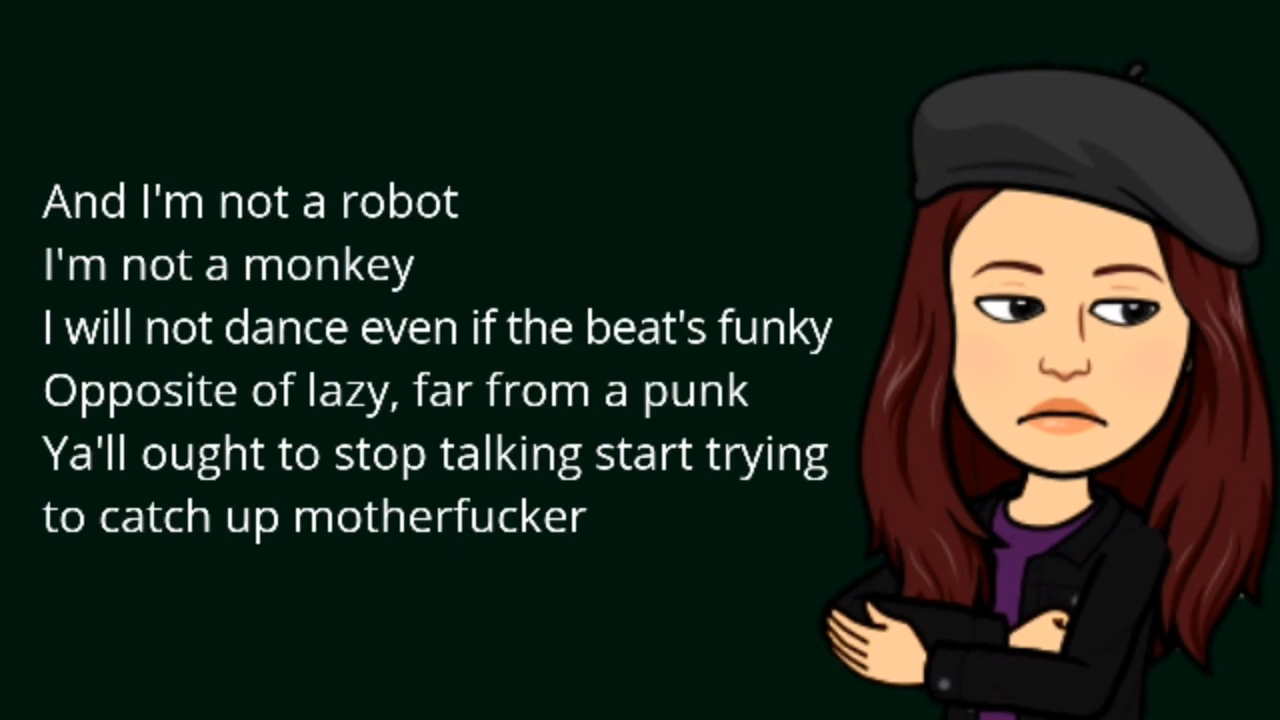 And I'm not a robot
I'm not a monkey
I will not dance even if the beat's funky
Opposite of lazy, far from a punk
Ya'll ought to stop talking start trying
to catch up motherfucker